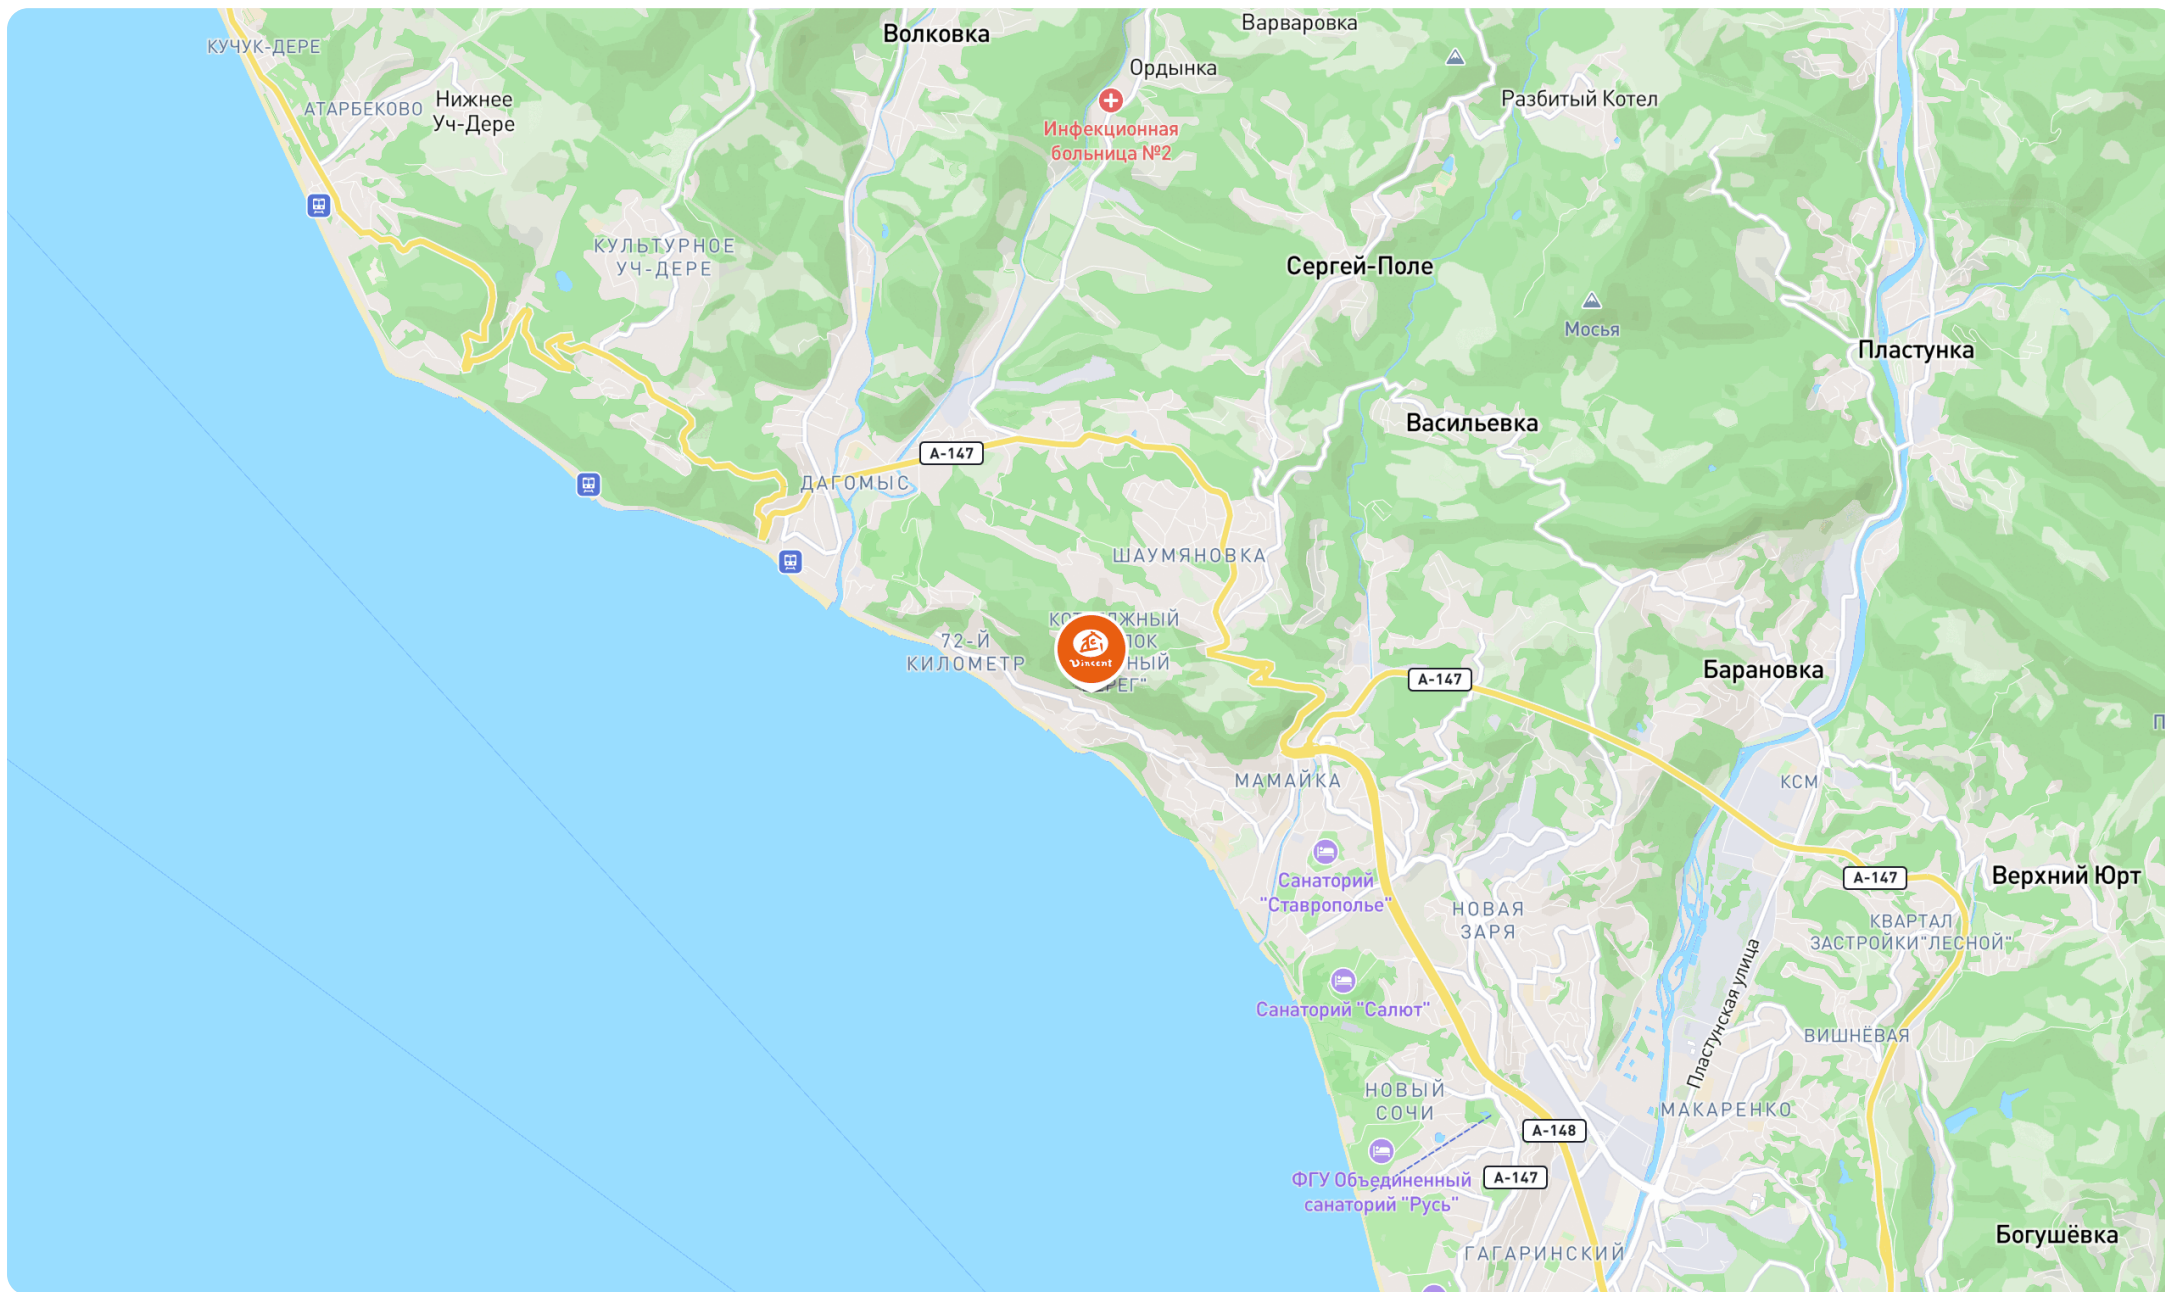 Волковка
Варваровка
КУЧУК-ДЕРЕ
Ордынка
АТАРБЕКОВО
Нижнее
Уч-Дере
Разбитый Котел
Инфекционная
больница №2
КУЛЬТУРНОЕ
УЧ-ДЕРЕ
Сергей-Поле
Мосья
Пластунка
Васильевка
А-147
ДАГОМЫС
ШАУМЯНОВКА
72-Й
КИЛОМЕТР
Vincent
Барановка
А-147
МАМАЙКА
КСМ
Санаторий
"Ставрополье"
А-147
Верхний Юрт
НОВАЯ
ЗАРЯ
КВАРТАЛ
ЗАСТРОЙКИ"ЛЕСНОЙ"
Санаторий "Салют"
Пластунская улица
ВИШНЁВАЯ
НОВЫЙ
СОЧИ
МАКАРЕНКО
А-148
ФГУ Объединенный
санаторий "Русь"
А-147
ГАГАРИНСКИЙ
Богушёвка